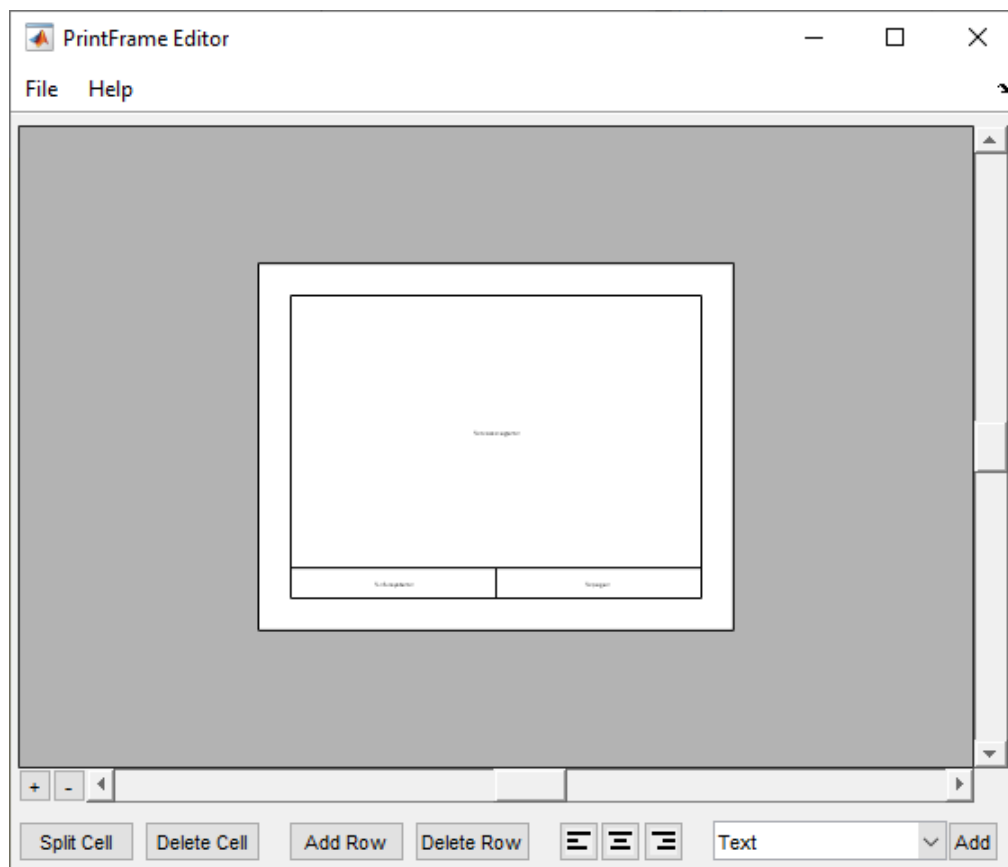 PrintFrame Editor
File Help
+ -
Split Cell Delete Cell Add Row Delete Row Text Add